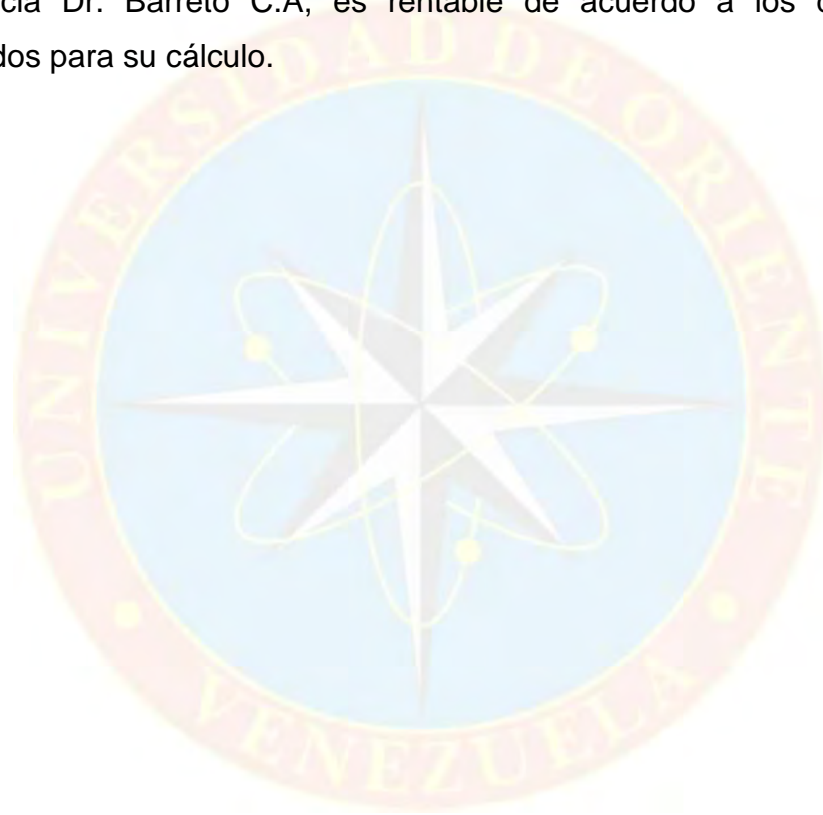 cia Dr. Barreto C.A, es rentable de acuerdo a los
dos para su cálculo.
UNIVERSIDAD DE ORIENTE
VENEZUELA